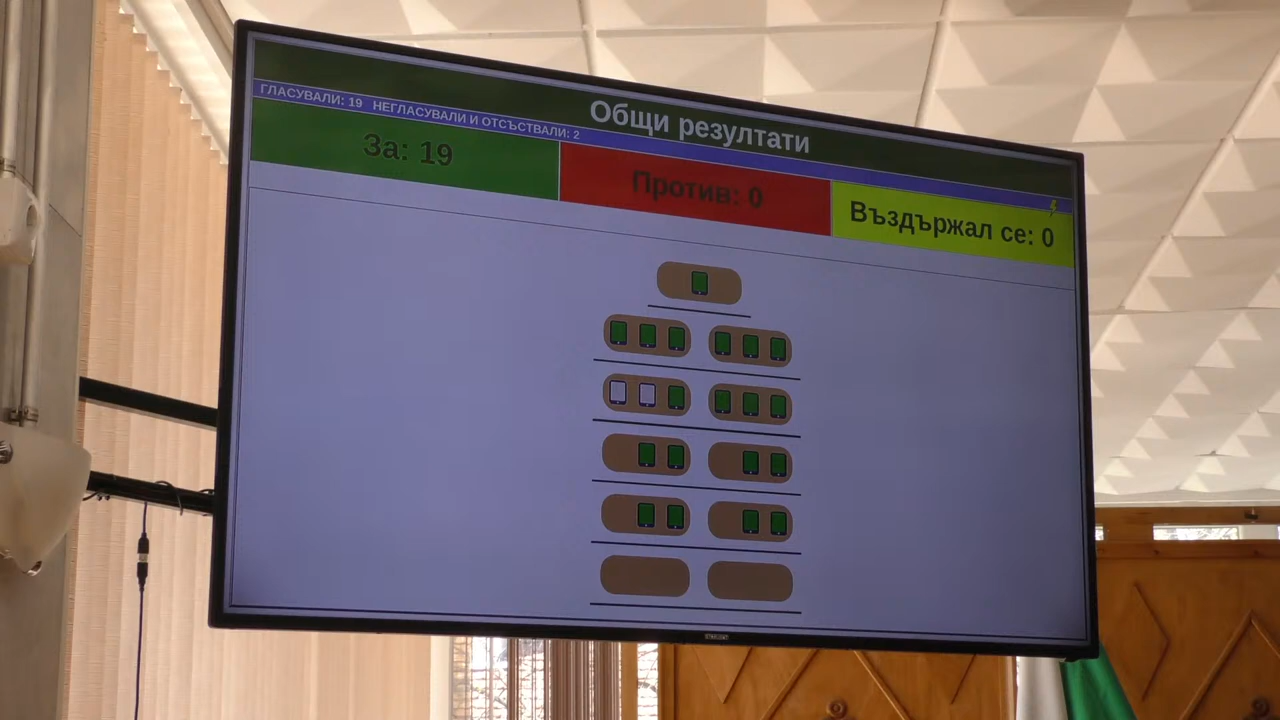 Общи резултати
ГЛАСУВАЛИ: 19 НЕГЛАСУВАЛИ И ОТСЪСТВАЛИ: 2
За: 19
Против: 0
Въздържал се: 0